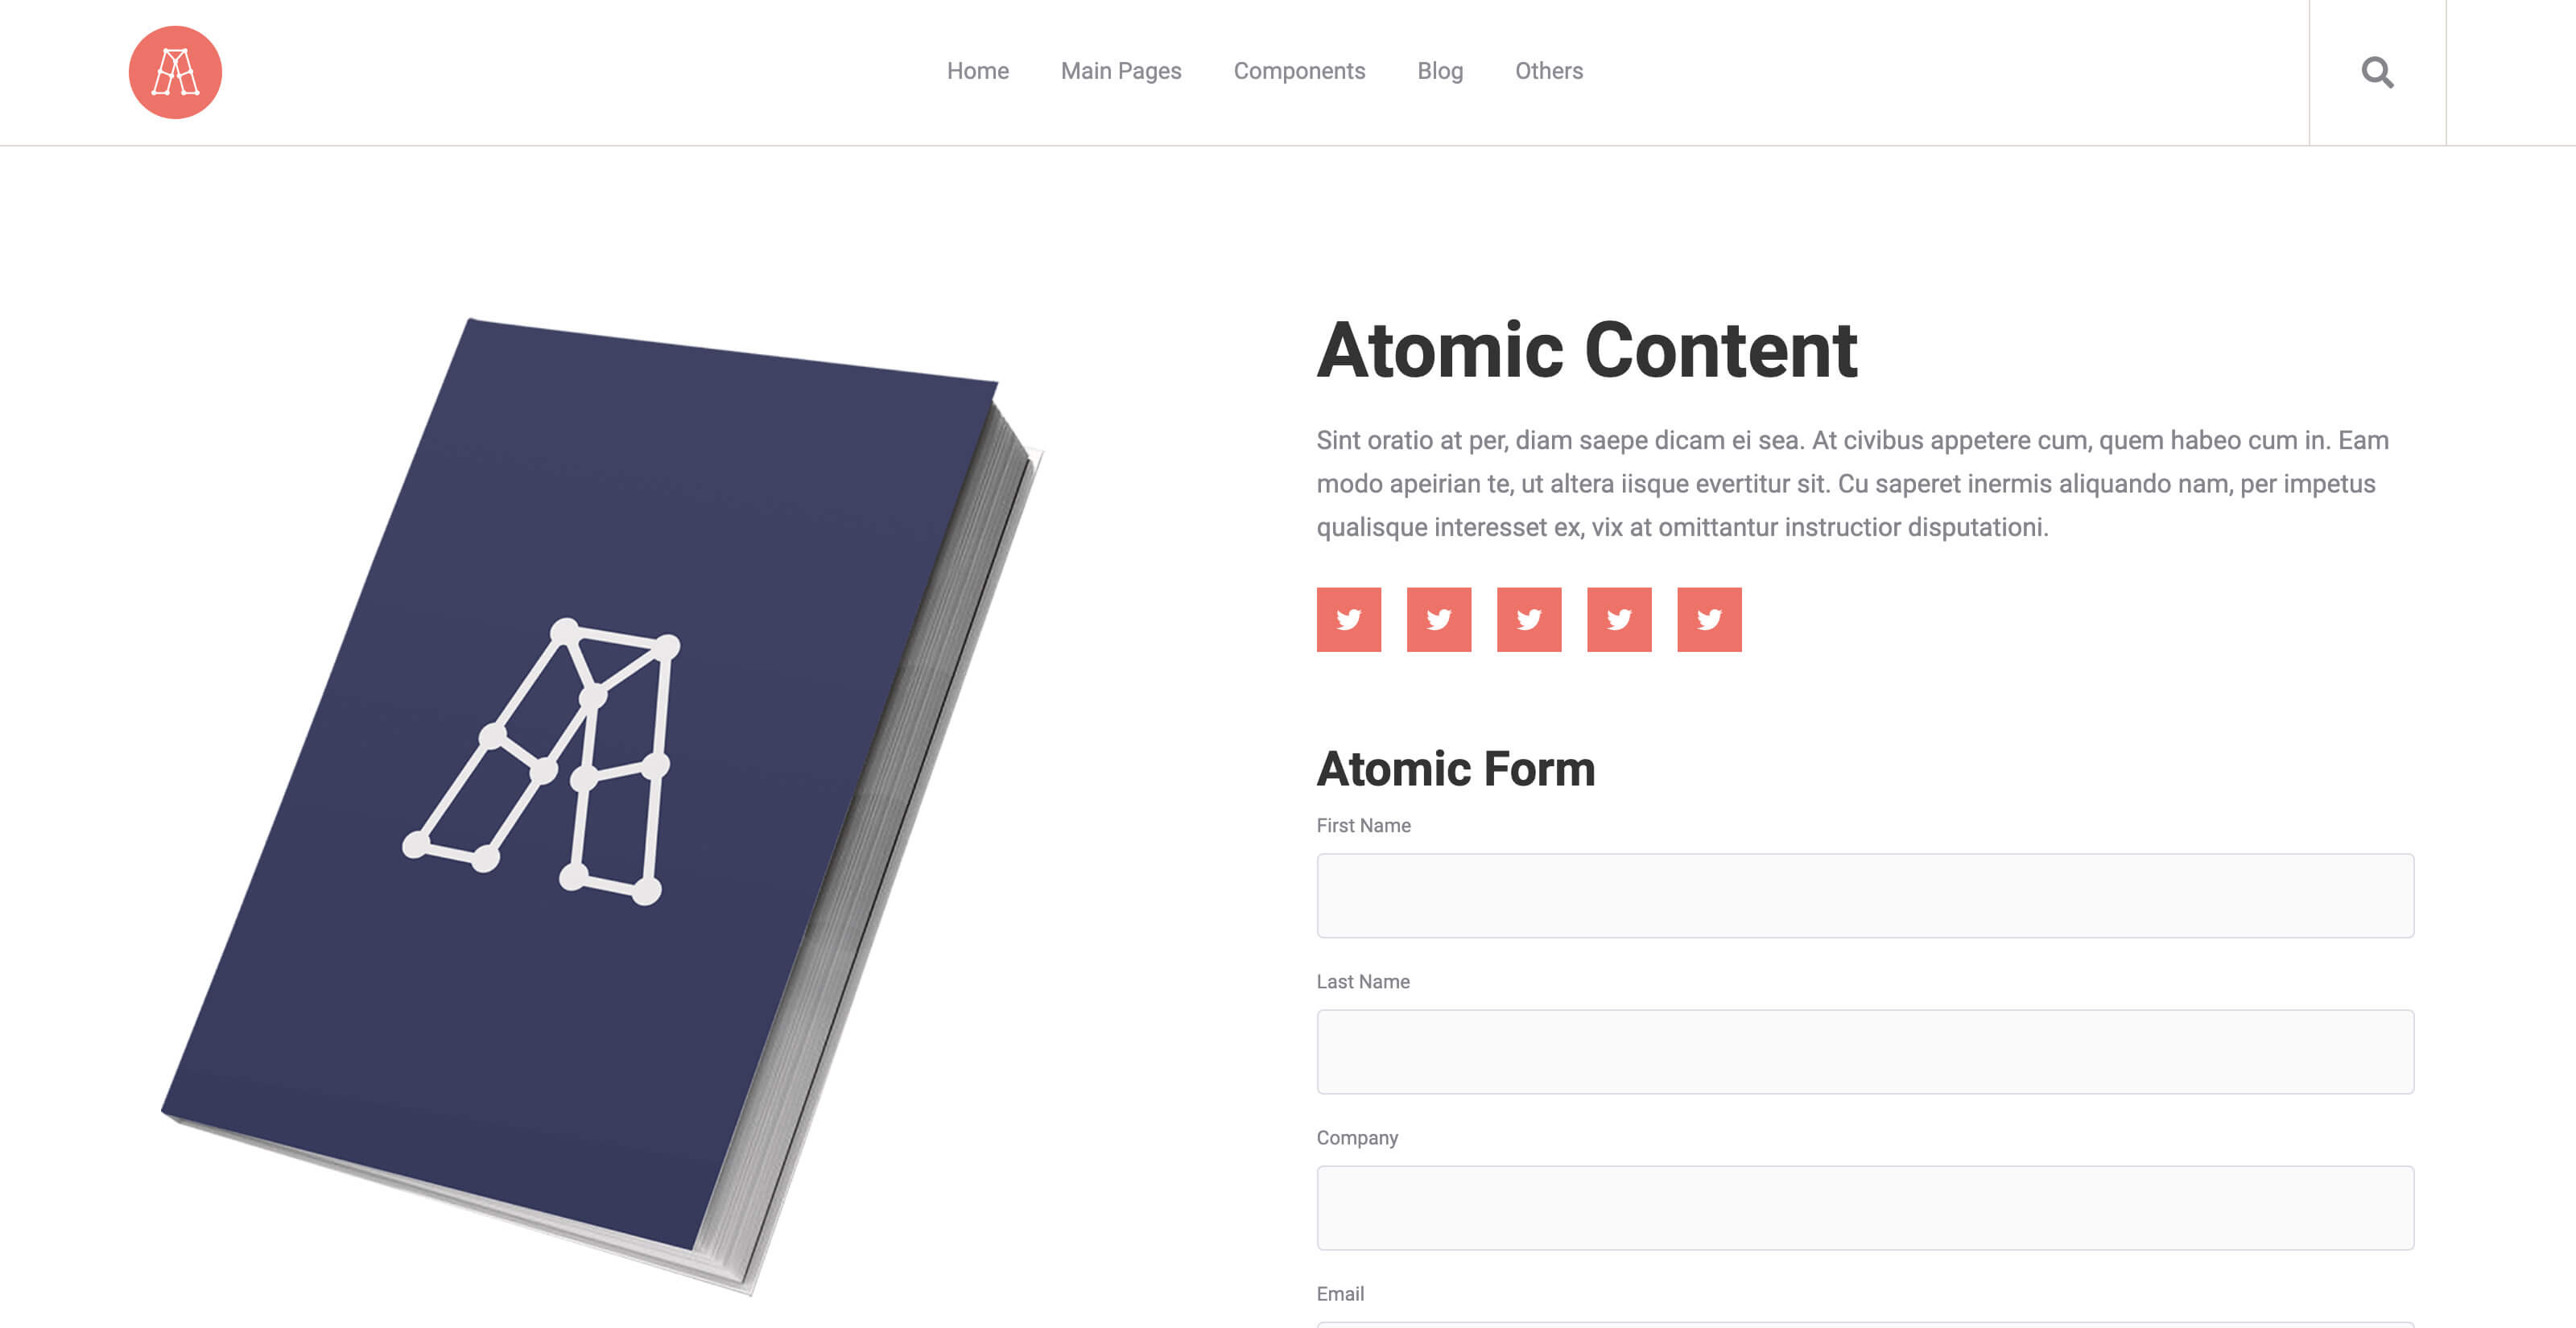 Home Main Pages Components Blog Others
Atomic Content
Sint oratio at per, diam saepe dicam ei sea. At civibus appetere cum, quem habeo cum in. Eam
modo apeirian te, ut altera iisque evertitur sit. Cu saperet inermis aliquando nam, per impetus
qualisque interesset ex, vix at omittantur instructior disputationi.
Atomic Form
First Name
Last Name
Company
Email